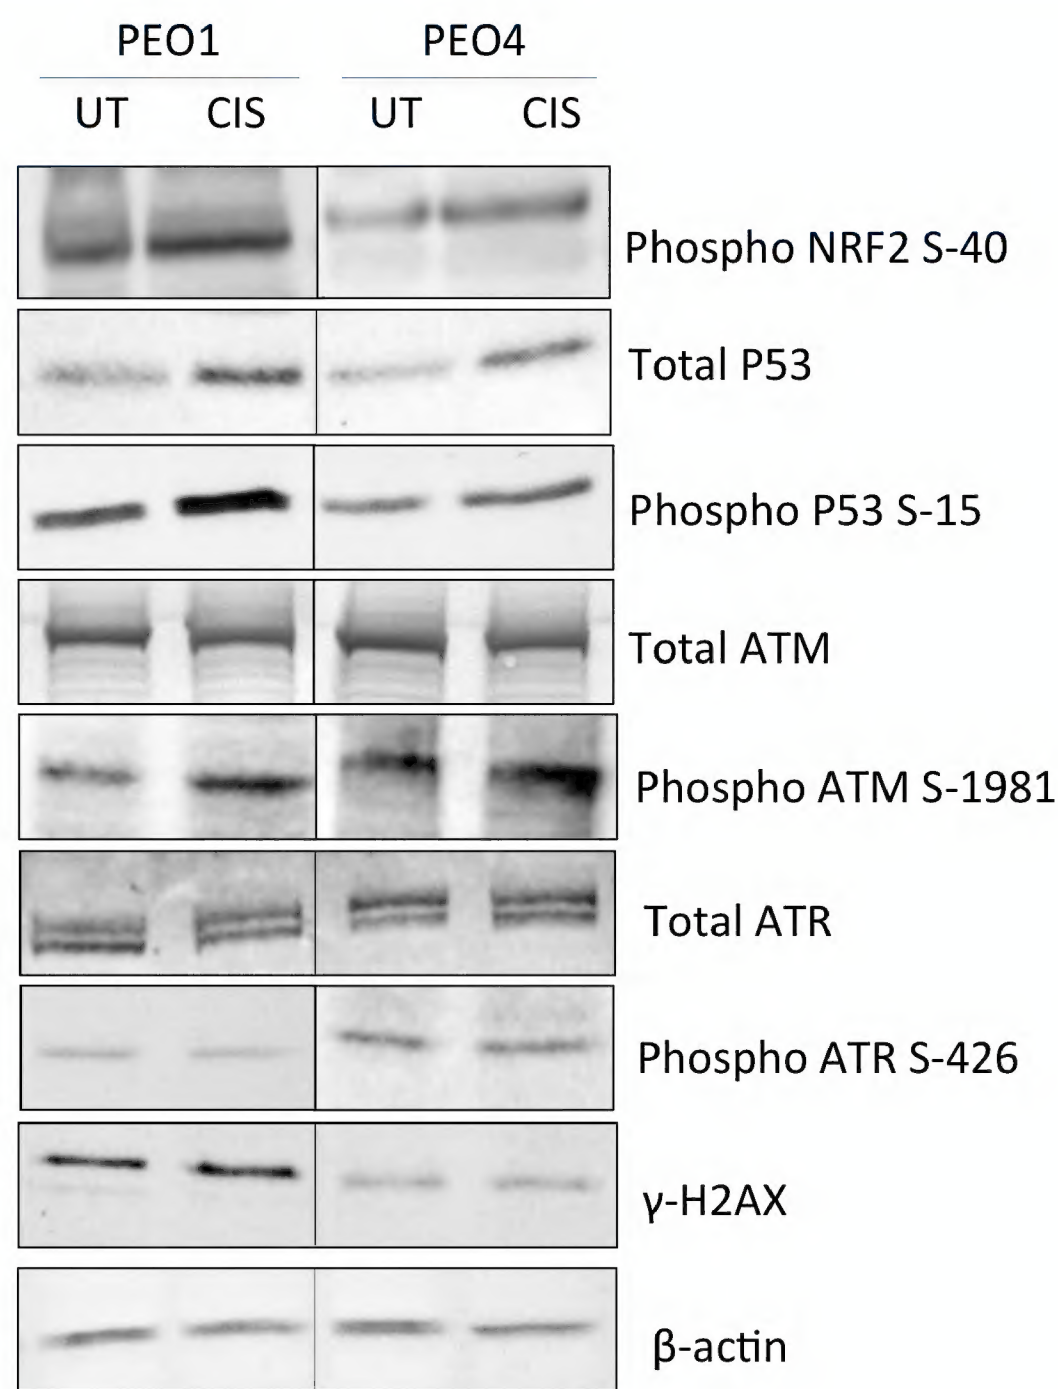 PEO1 PEO4
UT CIS UT CIS
Phospho NRF2 S-40
Total P53
Phospho P53 S-15
Total ATM
Phospho ATM S-1981
Total ATR
Phospho ATR S-426
γ-H2AX
β-actin